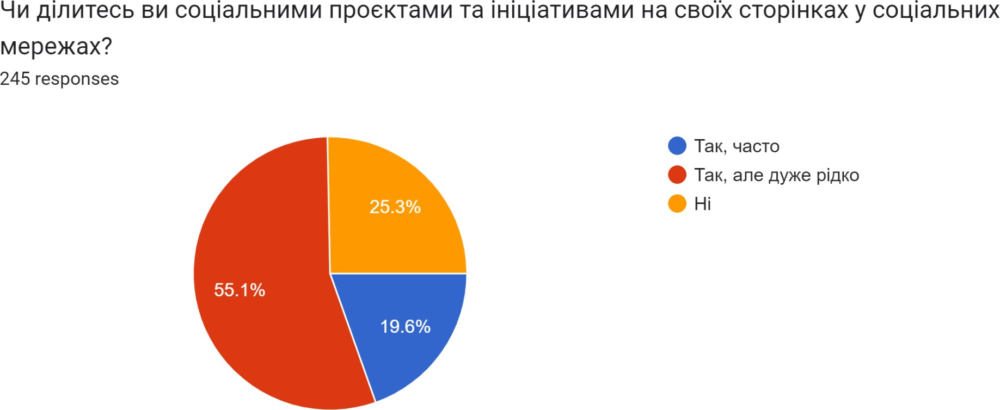 Чи ділитесь ви соціальними проєктами та ініціативами на своїх сторінках у соціальних
мережах?
245 responses
Так, часто
Так, але дуже рідко
Ні
25.3%
55.1%
19.6%